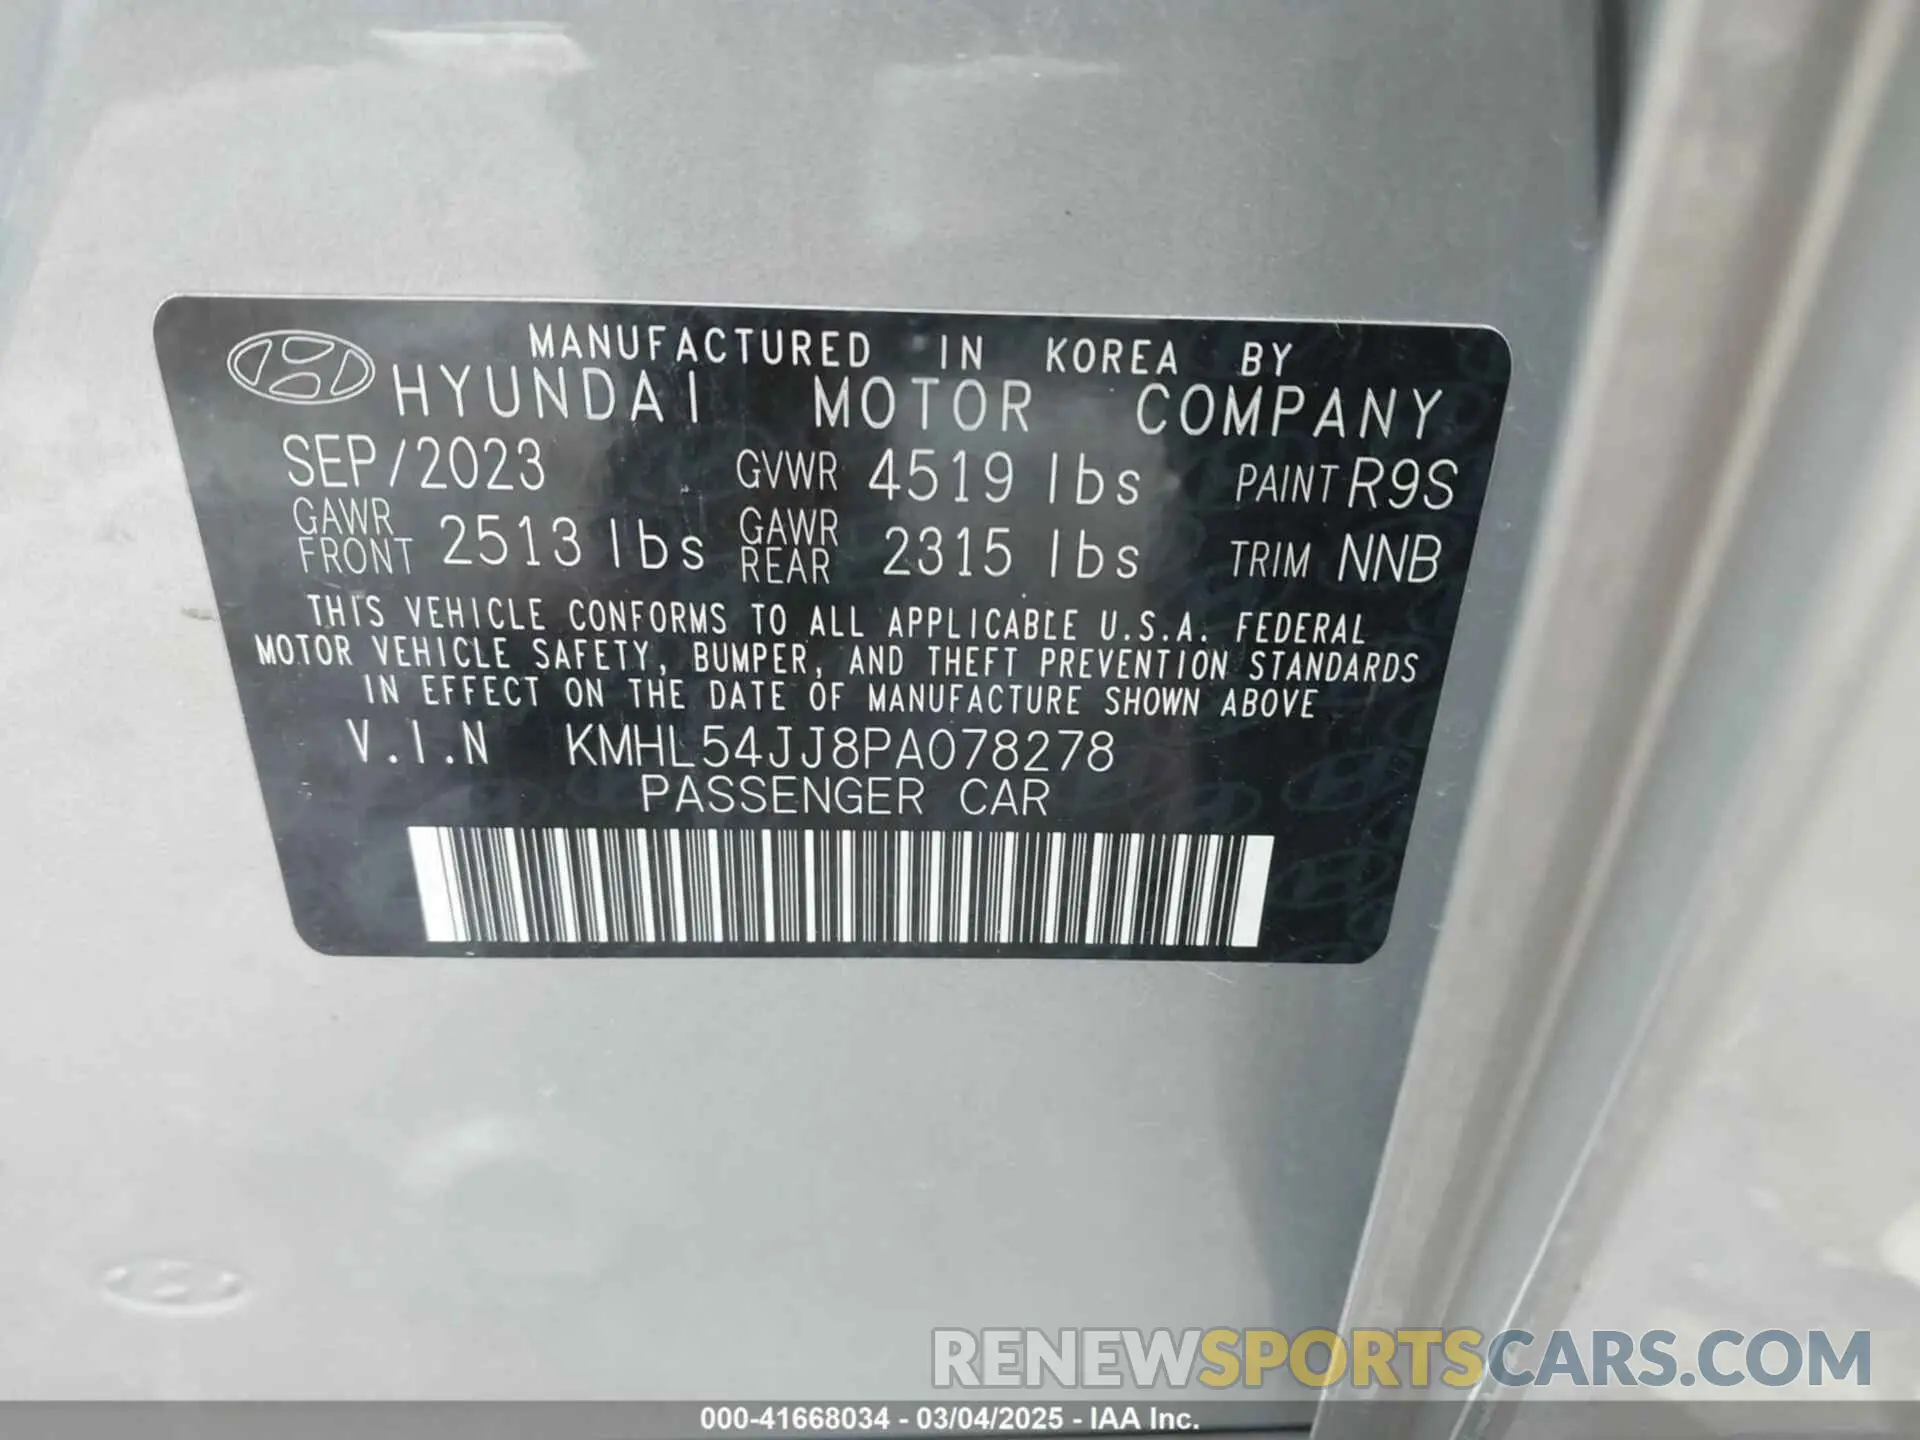 MANUFACTURED IN KOREA BY
HYUNDAI MOTOR COMPANY
SEP/2023 GVWR 4519 lbs PAINT R9S
GAWR FRONT 2513 lbs GAWR REAR 2315 lbs TRIM NNB
THIS VEHICLE CONFORMS TO ALL APPLICABLE U.S.A. FEDERAL
MOTOR VEHICLE SAFETY, BUMPER, AND THEFT PREVENTION STANDARDS
IN EFFECT ON THE DATE OF MANUFACTURE SHOWN ABOVE
V.I.N KMHL54JJ8PA078278
PASSENGER CAR
RENEWSPORTSCARS.COM
000-41668034 - 03/04/2025 - IAA Inc.